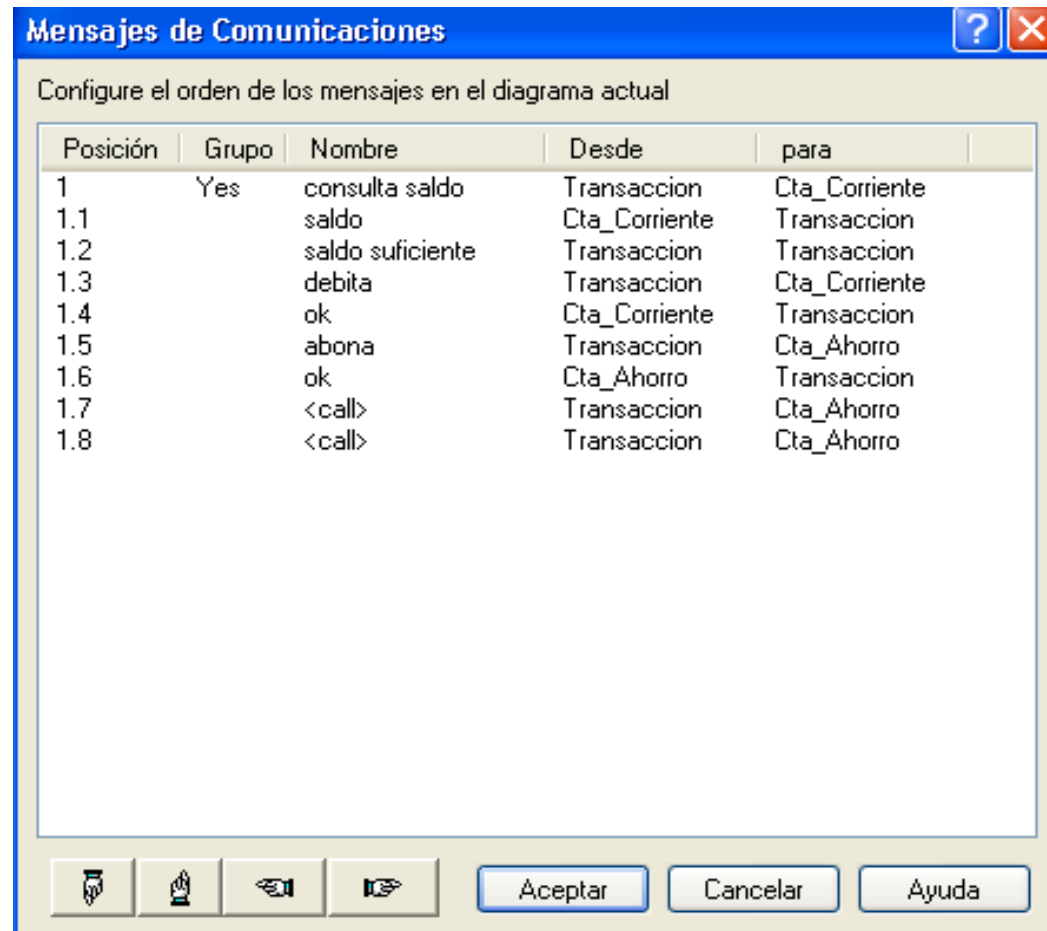 Mensajes de Comunicaciones
Configure el orden de los mensajes en el diagrama actual
Posición Grupo Nombre Desde para
1 Yes consulta saldo Transaccion Cta_Corriente
1.1 saldo Cta_Corriente Transaccion
1.2 saldo suficiente Transaccion Transaccion
1.3 debita Transaccion Cta_Corriente
1.4 ok Cta_Corriente Transaccion
1.5 abona Transaccion Cta_Ahorro
1.6 ok Cta_Ahorro Transaccion
1.7 <call> Transaccion Cta_Ahorro
1.8 <call> Transaccion Cta_Ahorro
Aceptar Cancelar Ayuda